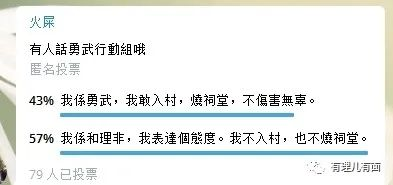 火屎
有人話勇武行動組哦
匿名投票
43% 我係勇武，我敢入村，燒祠堂，不傷害無辜。
57% 我係和理非，我表達個態度。我不入村，也不燒祠堂。
79 人已投票
有理儿有面